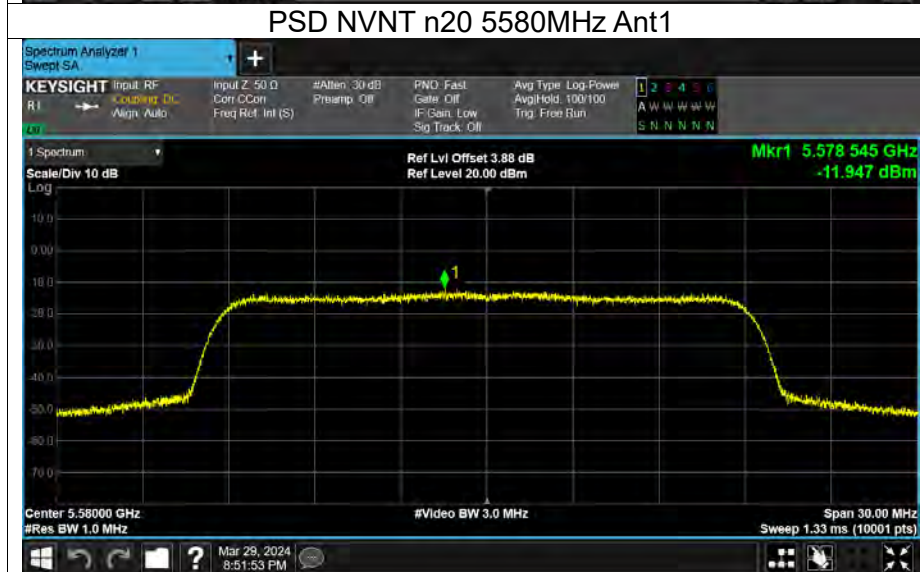 PSD NVNT n20 5580MHz Ant1
Spectrum Analyzer 1
Swept SA
+
KEYSIGHT Input: RF
R L
Coupling: DC
Align: Auto
Input Z: 50 Ω
Corr CCorr
Freq Ref: Int (S)
#Atten: 30 dB
Preamp: Off
PNO: Fast
Gate: Off
IF Gain: Low
Sig Track: Off
Avg Type: Log-Power
Avg|Hold: 100/100
Trig: Free Run
1 2 3 4 5 6
A W W W W W
S N N N N N
1 Spectrum
Scale/Div 10 dB
Log
Ref Lvl Offset 3.88 dB
Ref Level 20.00 dBm
Mkr1 5.578 545 GHz
-11.947 dBm
10.0
0.00
-10.0
-20.0
-30.0
-40.0
-50.0
-60.0
-70.0
1
Center 5.58000 GHz
#Res BW 1.0 MHz
#Video BW 3.0 MHz
Span 30.00 MHz
Sweep 1.33 ms (10001 pts)
?
Mar 29, 2024
8:51:53 PM